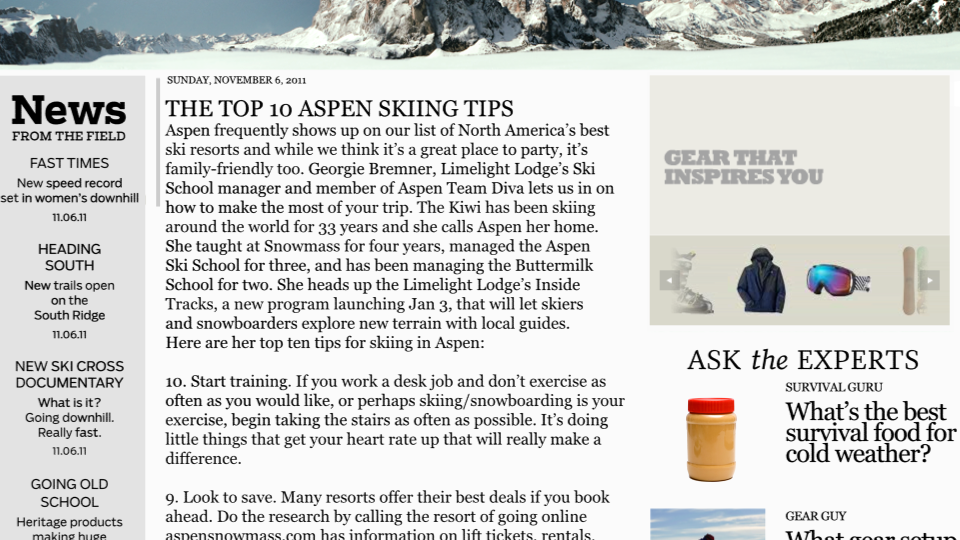 News
FROM THE FIELD
FAST TIMES
New speed record
set in women's downhill
11.06.11
HEADING
SOUTH
New trails open
on the
South Ridge
11.06.11
NEW SKI CROSS
DOCUMENTARY
What is it?
Going downhill.
Really fast.
11.06.11
GOING OLD
SCHOOL
Heritage products
making huge
SUNDAY, NOVEMBER 6, 2011
THE TOP 10 ASPEN SKIING TIPS
Aspen frequently shows up on our list of North America's best
ski resorts and while we think it's a great place to party, it's
family-friendly too. Georgie Bremner, Limelight Lodge's Ski
School manager and member of Aspen Team Diva lets us in on
how to make the most of your trip. The Kiwi has been skiing
around the world for 33 years and she calls Aspen her home.
She taught at Snowmass for four years, managed the Aspen
Ski School for three, and has been managing the Buttermilk
School for two. She heads up the Limelight Lodge's Inside
Tracks, a new program launching Jan 3, that will let skiers
and snowboarders explore new terrain with local guides.
Here are her top ten tips for skiing in Aspen:
10. Start training. If you work a desk job and don't exercise as
often as you would like, or perhaps skiing/snowboarding is your
exercise, begin taking the stairs as often as possible. It's doing
little things that get your heart rate up that will really make a
difference.
9. Look to save. Many resorts offer their best deals if you book
ahead. Do the research by calling the resort of going online
aspensnowmass.com has information on lift tickets, rentals,
GEAR THAT
INSPIRES YOU
ASK the EXPERTS
SURVIVAL GURU
What's the best
survival food for
cold weather?
GEAR GUY
What gear setup